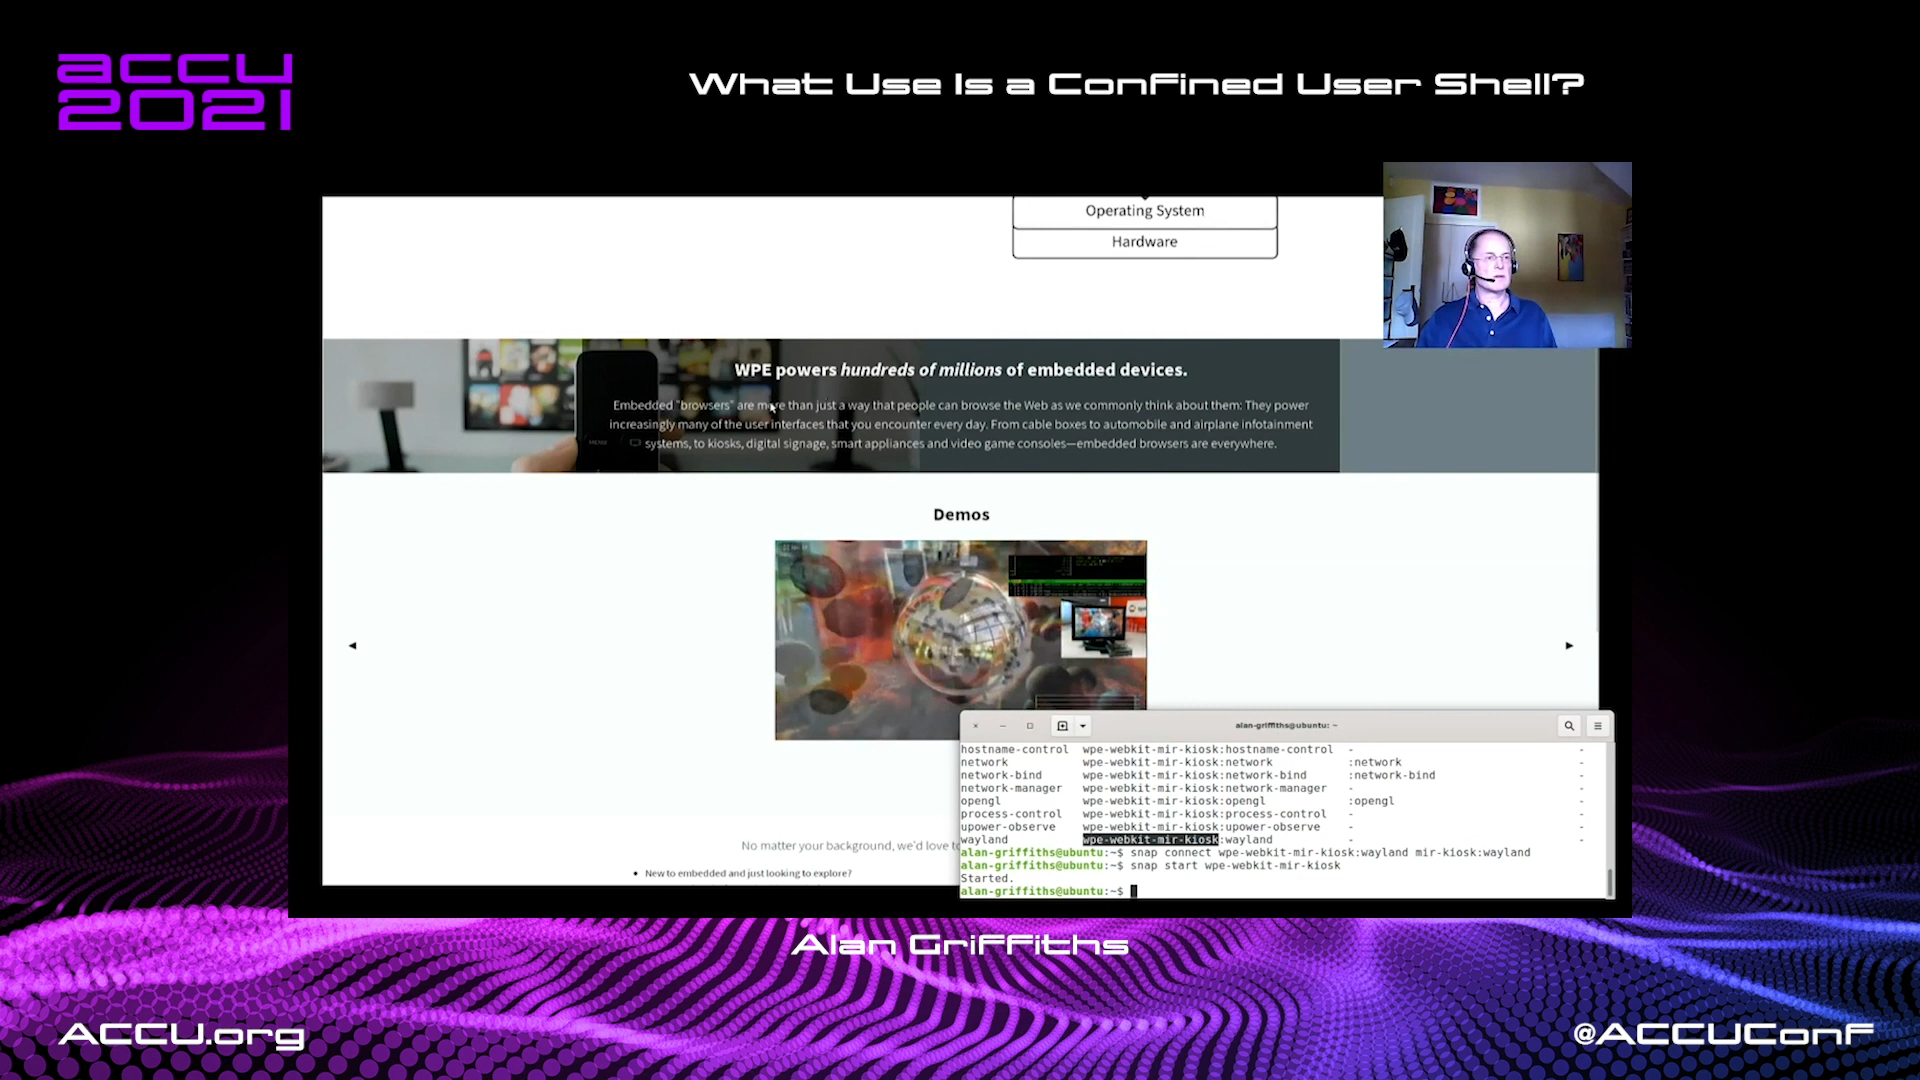 accu
2021
What Use Is a Confined User Shell?
Operating System
Hardware
WPE powers hundreds of millions of embedded devices.
Embedded "browsers" are more than just a way that people can browse the Web as we commonly think about them: They power
increasingly many of the user interfaces that you encounter every day. From cable boxes to automobile and airplane infotainment
systems, to kiosks, digital signage, smart appliances and video game consoles—embedded browsers are everywhere.
Demos
No matter your background, we'd love to
• New to embedded and just looking to explore?
alan-griffiths@ubuntu: ~
hostname-control wpe-webkit-mir-kiosk:hostname-control - -
network wpe-webkit-mir-kiosk:network :network -
network-bind wpe-webkit-mir-kiosk:network-bind :network-bind -
network-manager wpe-webkit-mir-kiosk:network-manager - -
opengl wpe-webkit-mir-kiosk:opengl :opengl -
process-control wpe-webkit-mir-kiosk:process-control - -
upower-observe wpe-webkit-mir-kiosk:upower-observe - -
wayland wpe-webkit-mir-kiosk:wayland - -
alan-griffiths@ubuntu:~$ snap connect wpe-webkit-mir-kiosk:wayland mir-kiosk:wayland
alan-griffiths@ubuntu:~$ snap start wpe-webkit-mir-kiosk
Started.
alan-griffiths@ubuntu:~$
Alan Griffiths
ACCU.org
@ACCUConf